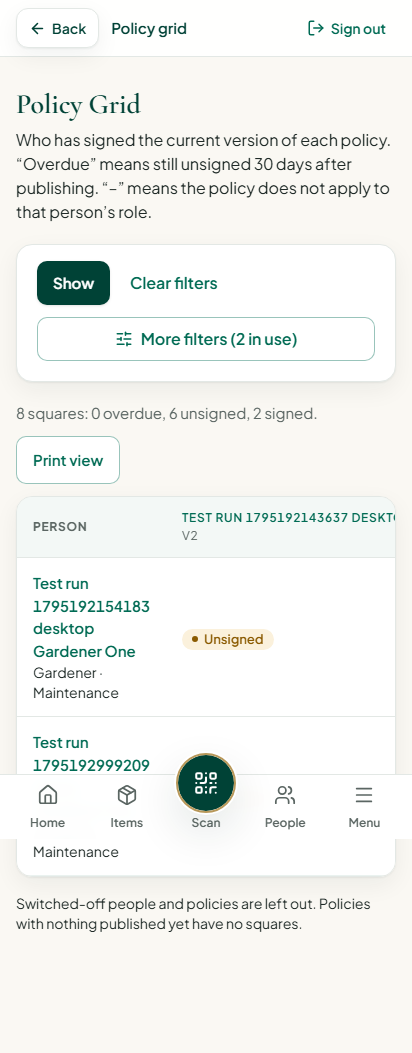 Back
Policy grid
Sign out
Policy Grid
Who has signed the current version of each policy.
“Overdue” means still unsigned 30 days after
publishing. “–” means the policy does not apply to
that person’s role.
Show
Clear filters
More filters (2 in use)
8 squares: 0 overdue, 6 unsigned, 2 signed.
Print view
PERSON
TEST RUN 1795192143637 DESKT
V2
Test run
1795192154183
desktop
Gardener One
Gardener ·
Maintenance
Unsigned
Test run
1795192999209
Home
Items
Scan
People
Menu
Maintenance
Switched-off people and policies are left out. Policies
with nothing published yet have no squares.